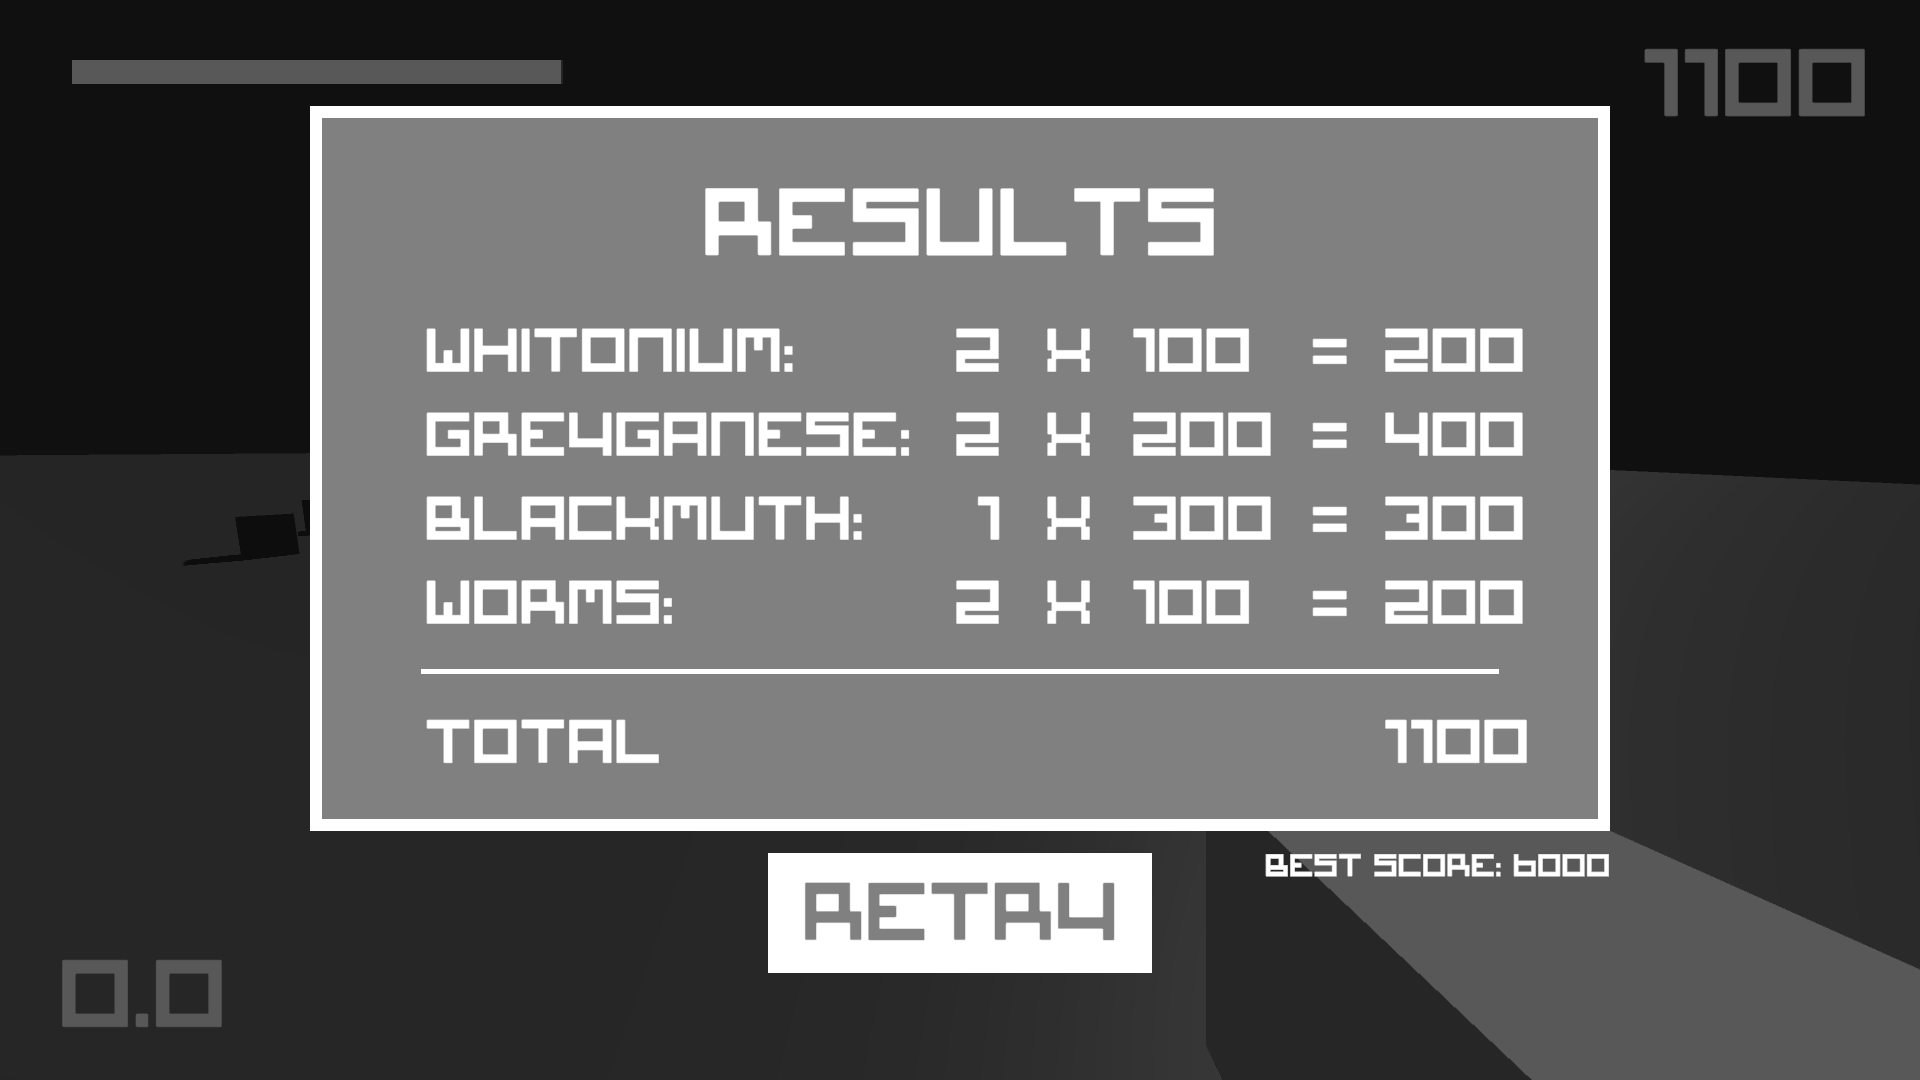 1100
RESULTS
WHITONIUM: 2 X 100 = 200
GREYGANESE: 2 X 200 = 400
BLACKMUTH: 1 X 300 = 300
WORMS: 2 X 100 = 200
TOTAL 1100
BEST SCORE: 6000
RETRY
0.0